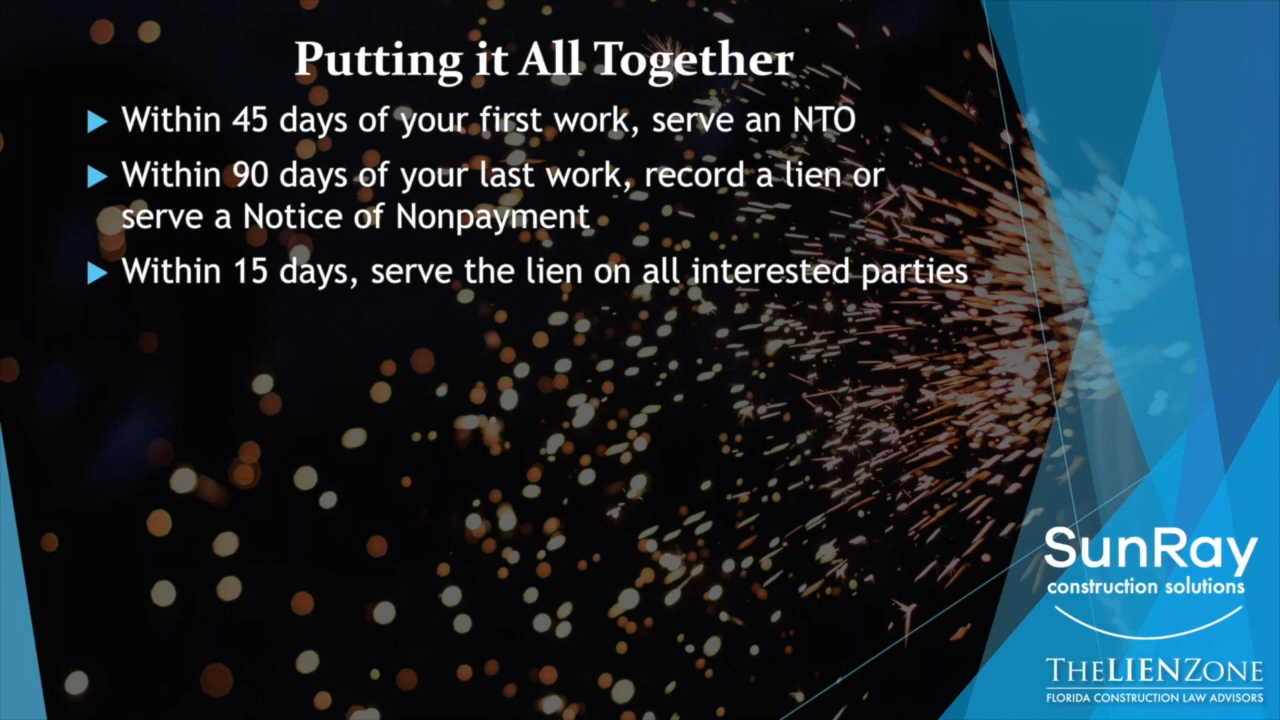 Putting it All Together
Within 45 days of your first work, serve an NTO
Within 90 days of your last work, record a lien or
serve a Notice of Nonpayment
Within 15 days, serve the lien on all interested parties
SunRay
construction solutions
THELIENZONE
FLORIDA CONSTRUCTION LAW ADVISORS